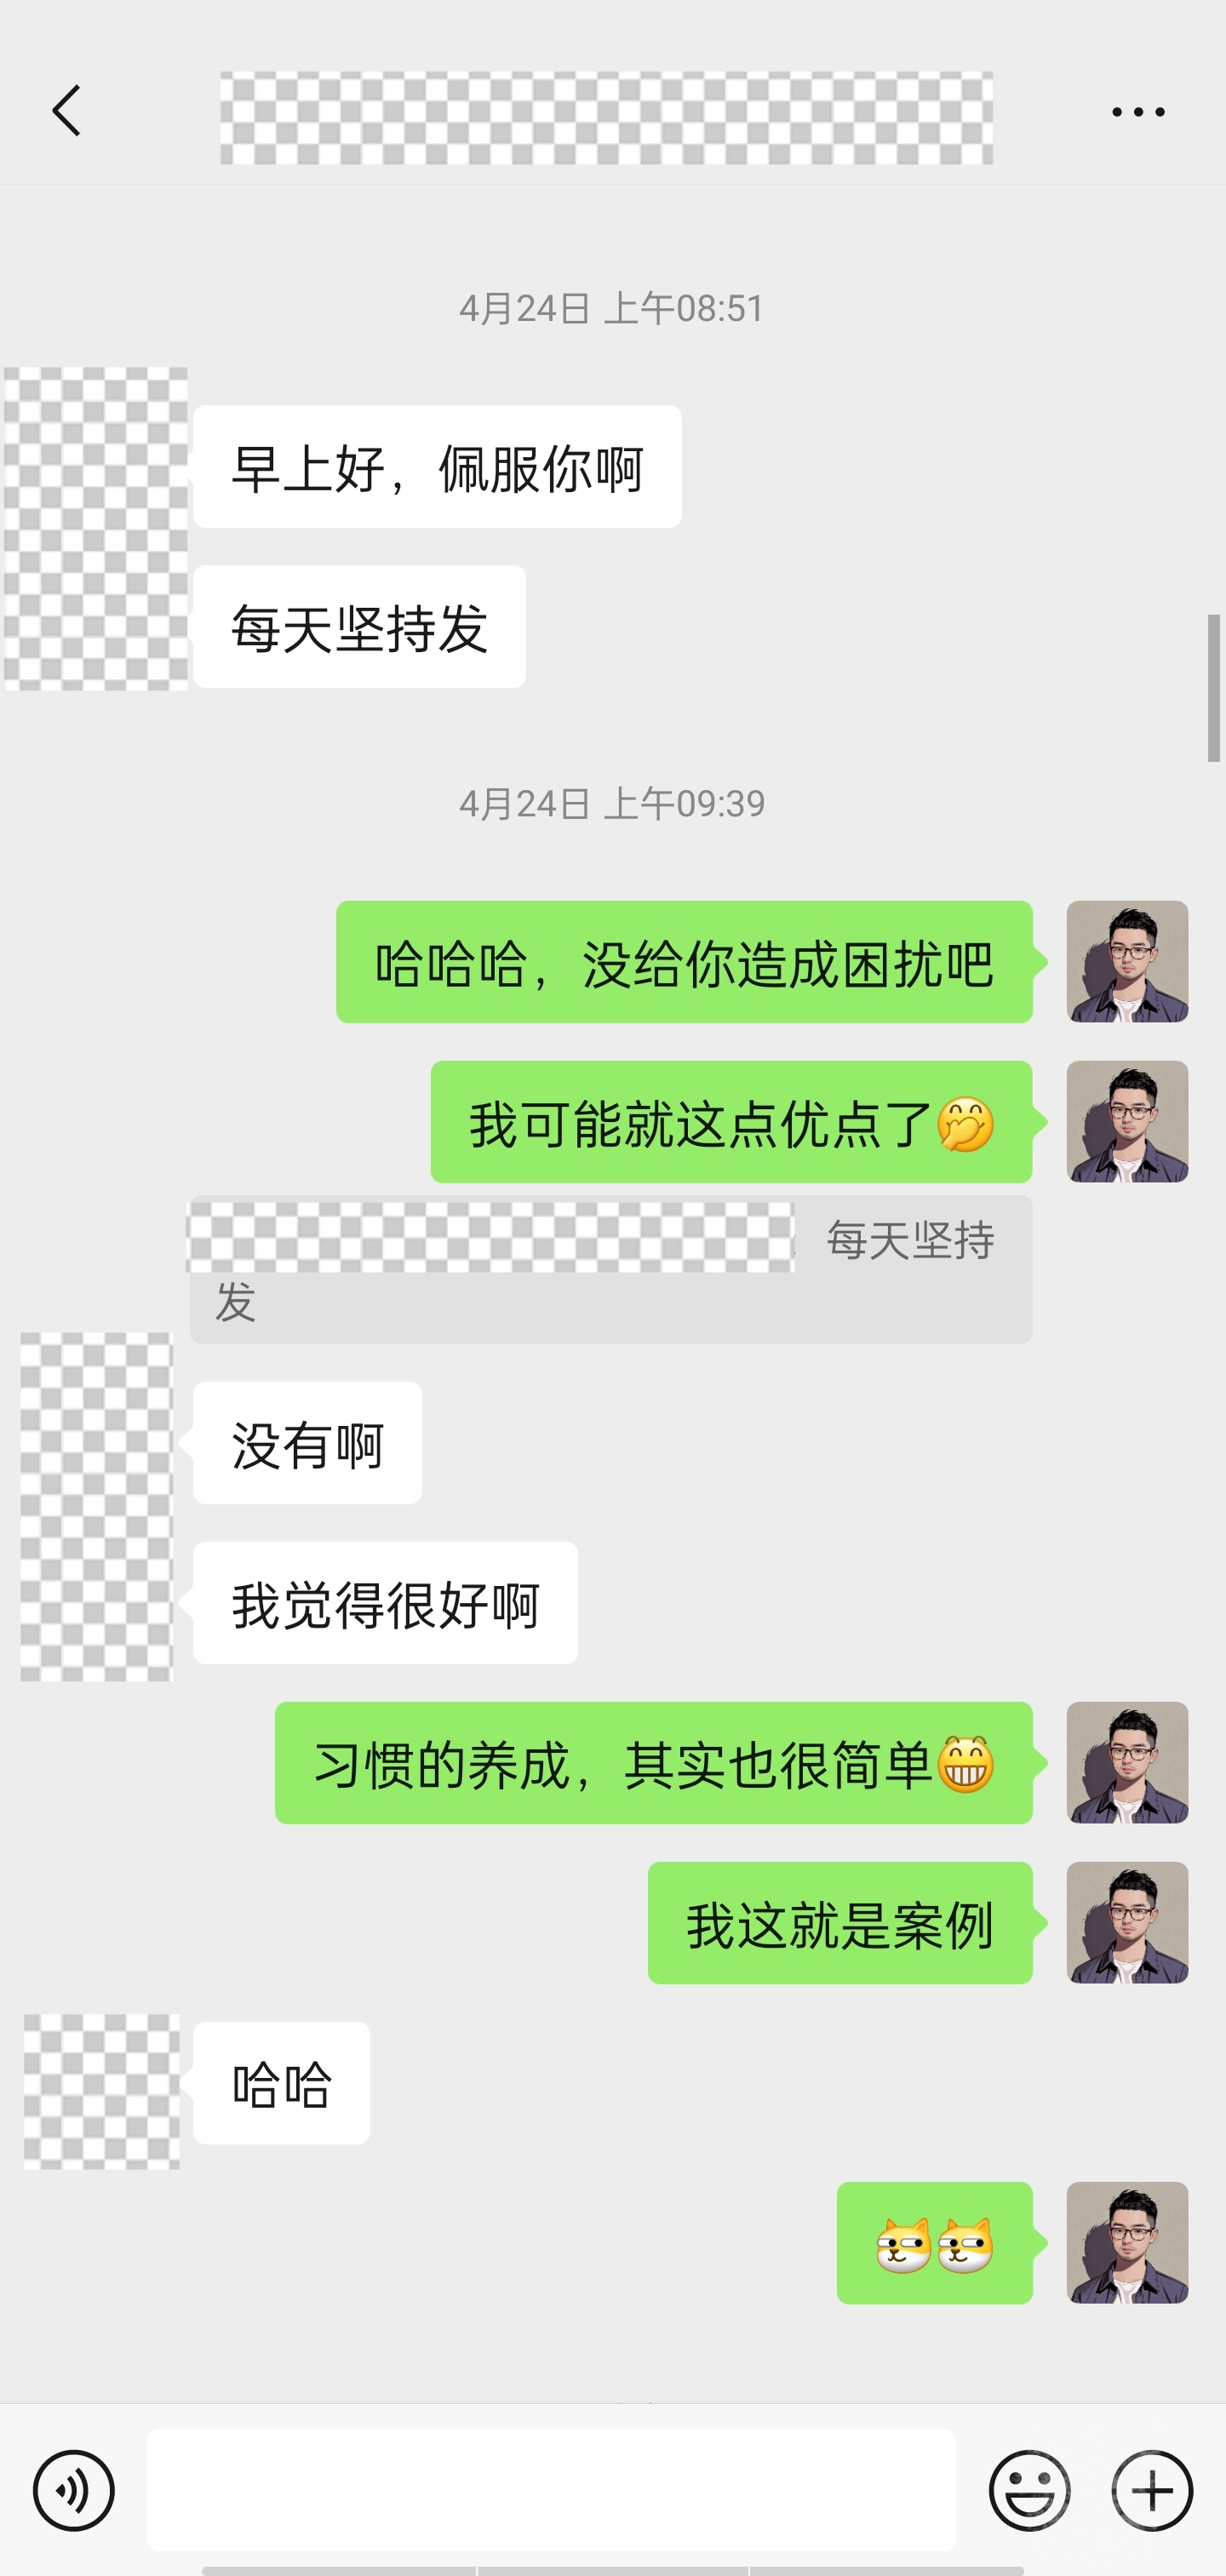 4月24日 上午08:51
早上好，佩服你啊
每天坚持发
4月24日 上午09:39
哈哈哈，没给你造成困扰吧
我可能就这点优点了🤭
每天坚持
发
没有啊
我觉得很好啊
习惯的养成，其实也很简单😁
我这就是案例
哈哈